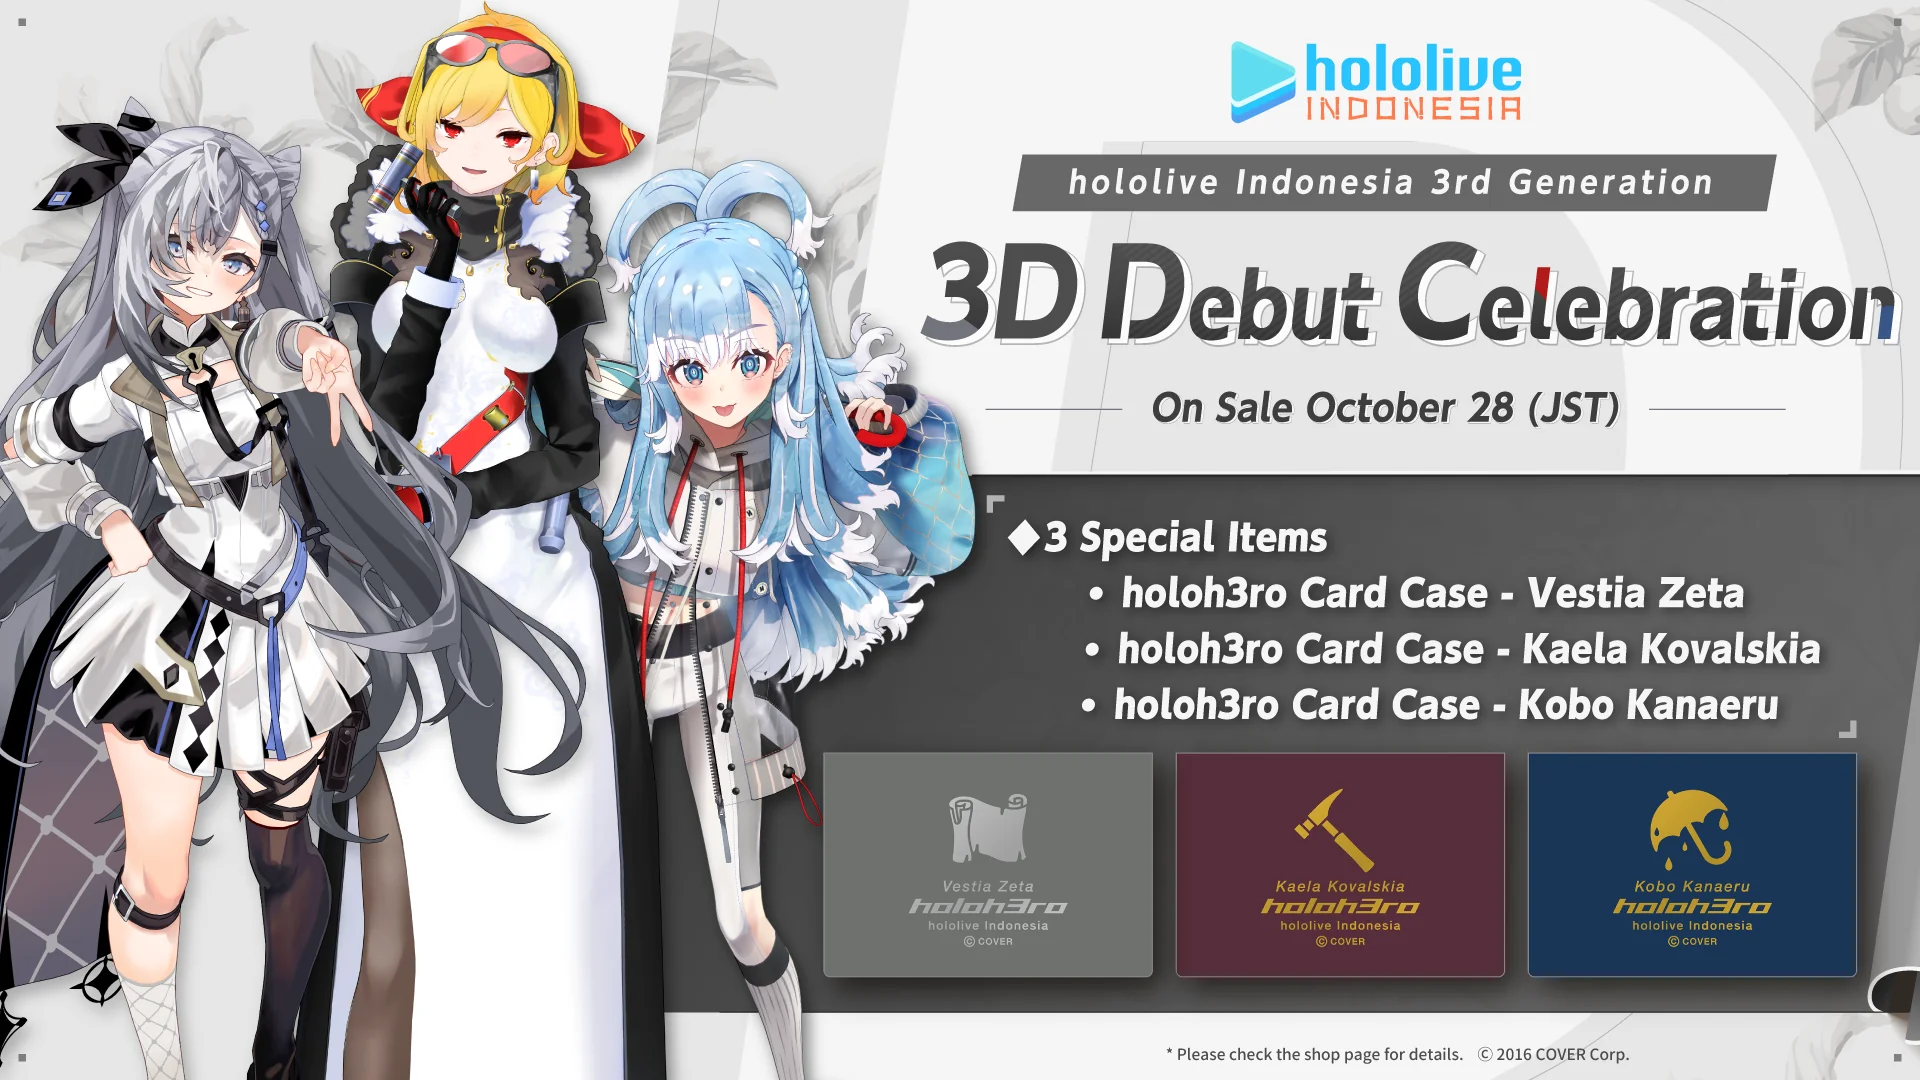 hololive
INDONESIA
hololive Indonesia 3rd Generation
3D Debut Celebration
On Sale October 28 (JST)
◆3 Special Items
• holoh3ro Card Case - Vestia Zeta
• holoh3ro Card Case - Kaela Kovalskia
• holoh3ro Card Case - Kobo Kanaeru
Vestia Zeta
holoh3ro
hololive Indonesia
© COVER
Kaela Kovalskia
holoh3ro
hololive Indonesia
© COVER
Kobo Kanaeru
holoh3ro
hololive Indonesia
© COVER
* Please check the shop page for details. © 2016 COVER Corp.